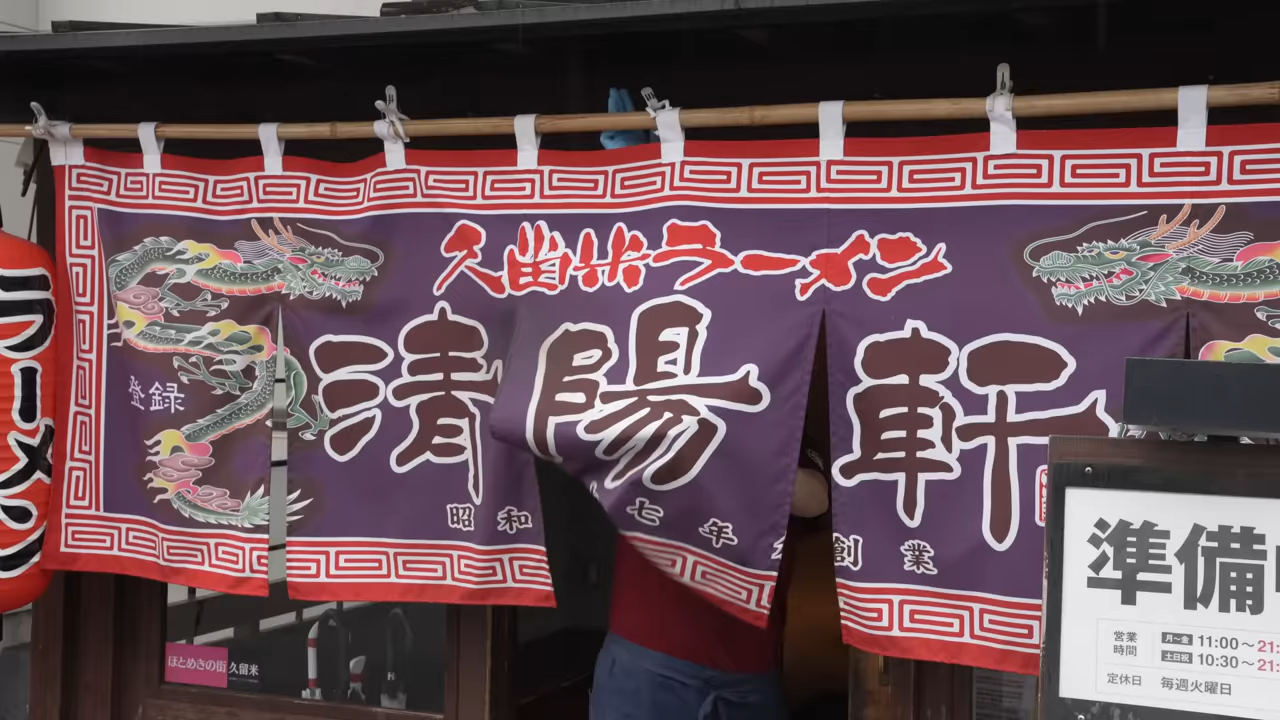 久留米ラーメン
清陽軒
登録
昭和 七年 創業
ラーメン
ほとめきの街 久留米
準備
営業時間
月〜金 11:00〜21:
土日祝 10:30〜21:
定休日 毎週火曜日